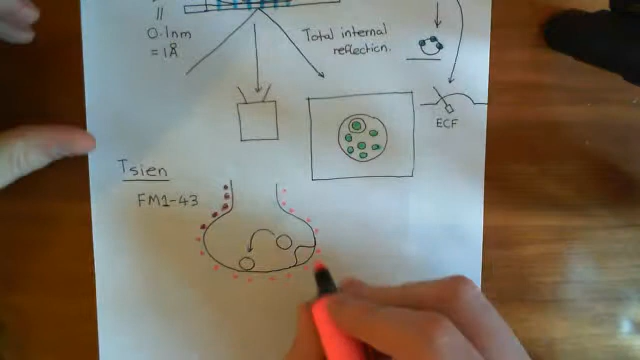 0.1nm
= 1Å
Total internal
reflection.
ECF
Tsien
FM1-43